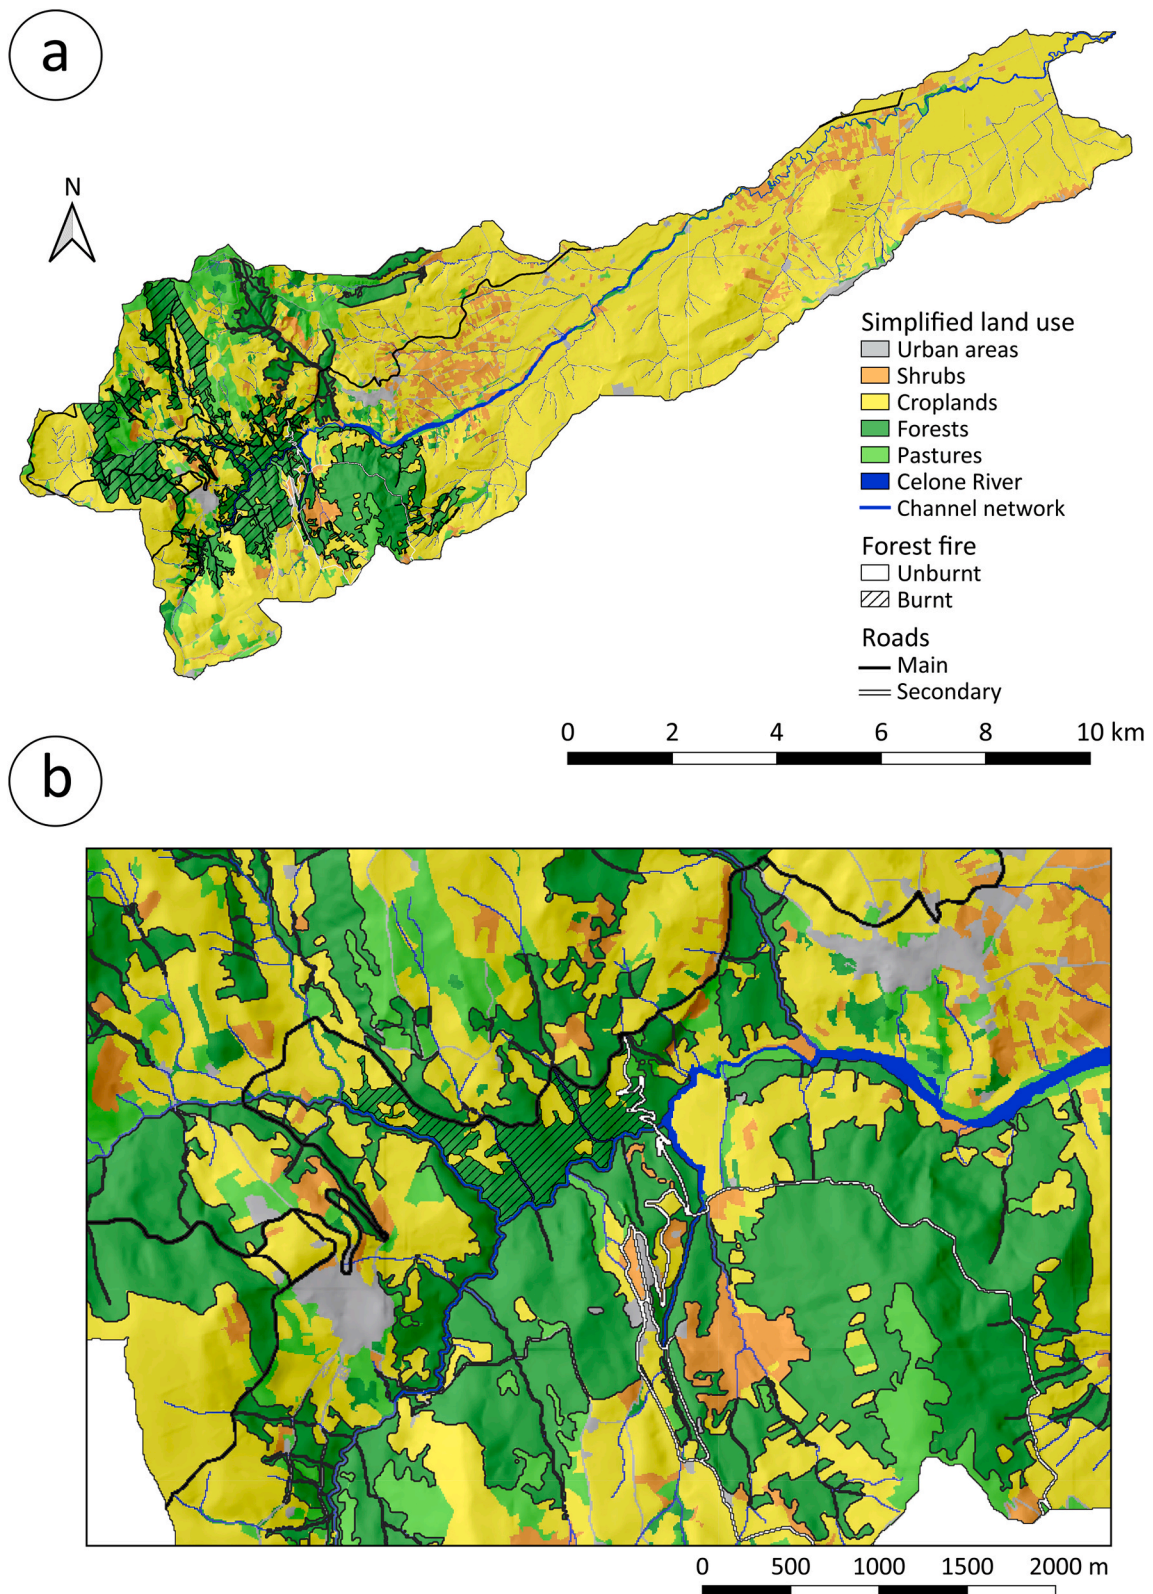 a
N
Simplified land use
Urban areas
Shrubs
Croplands
Forests
Pastures
Celone River
Channel network
Forest fire
Unburnt
Burnt
Roads
Main
Secondary
0 2 4 6 8 10 km
b
0 500 1000 1500 2000 m